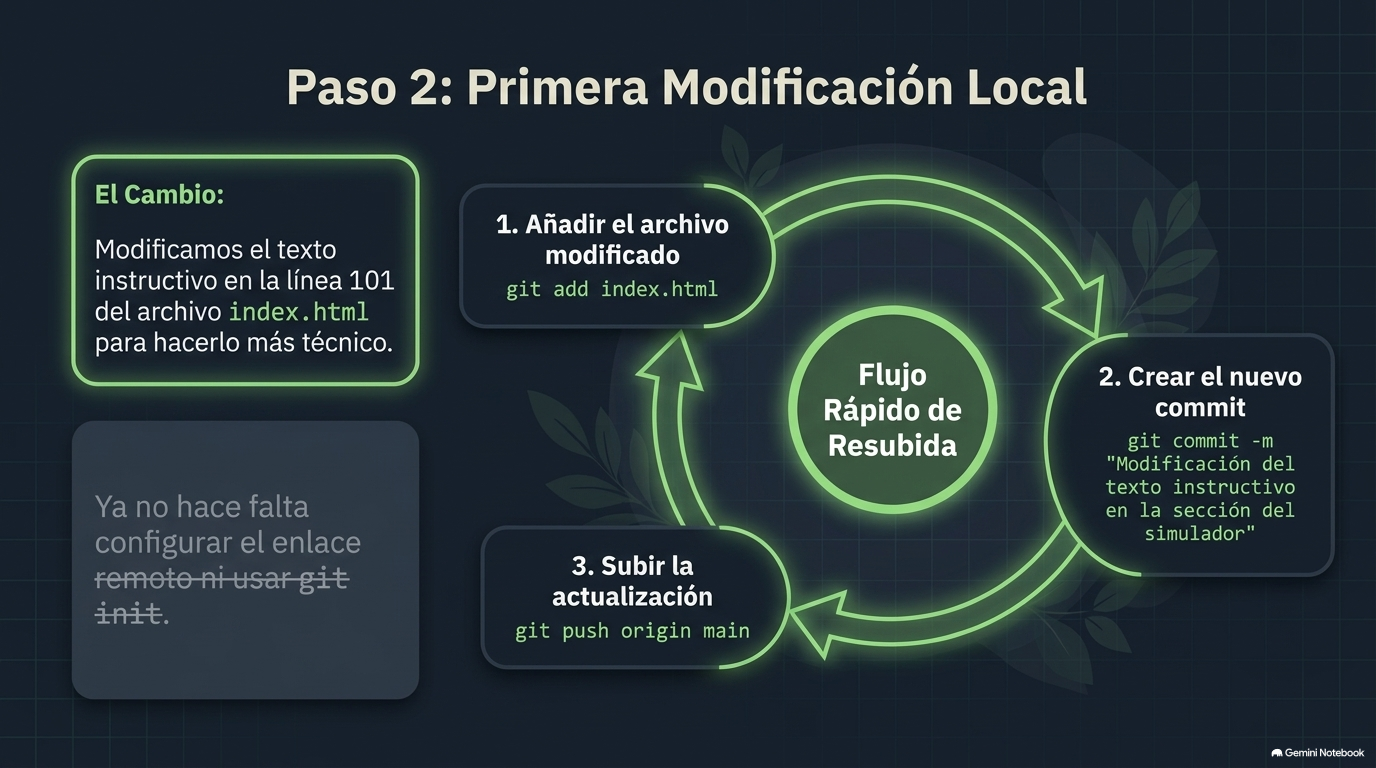 Paso 2: Primera Modificación Local
El Cambio:
Modificamos el texto
instructivo en la línea 101
del archivo index.html
para hacerlo más técnico.
Ya no hace falta
configurar el enlace
remoto ni usar git
init.
1. Añadir el archivo
modificado
git add index.html
Flujo
Rápido de
Resubida
2. Crear el nuevo
commit
git commit -m
"Modificación del
texto instructivo
en la sección del
simulador"
3. Subir la
actualización
git push origin main
Gemini Notebook